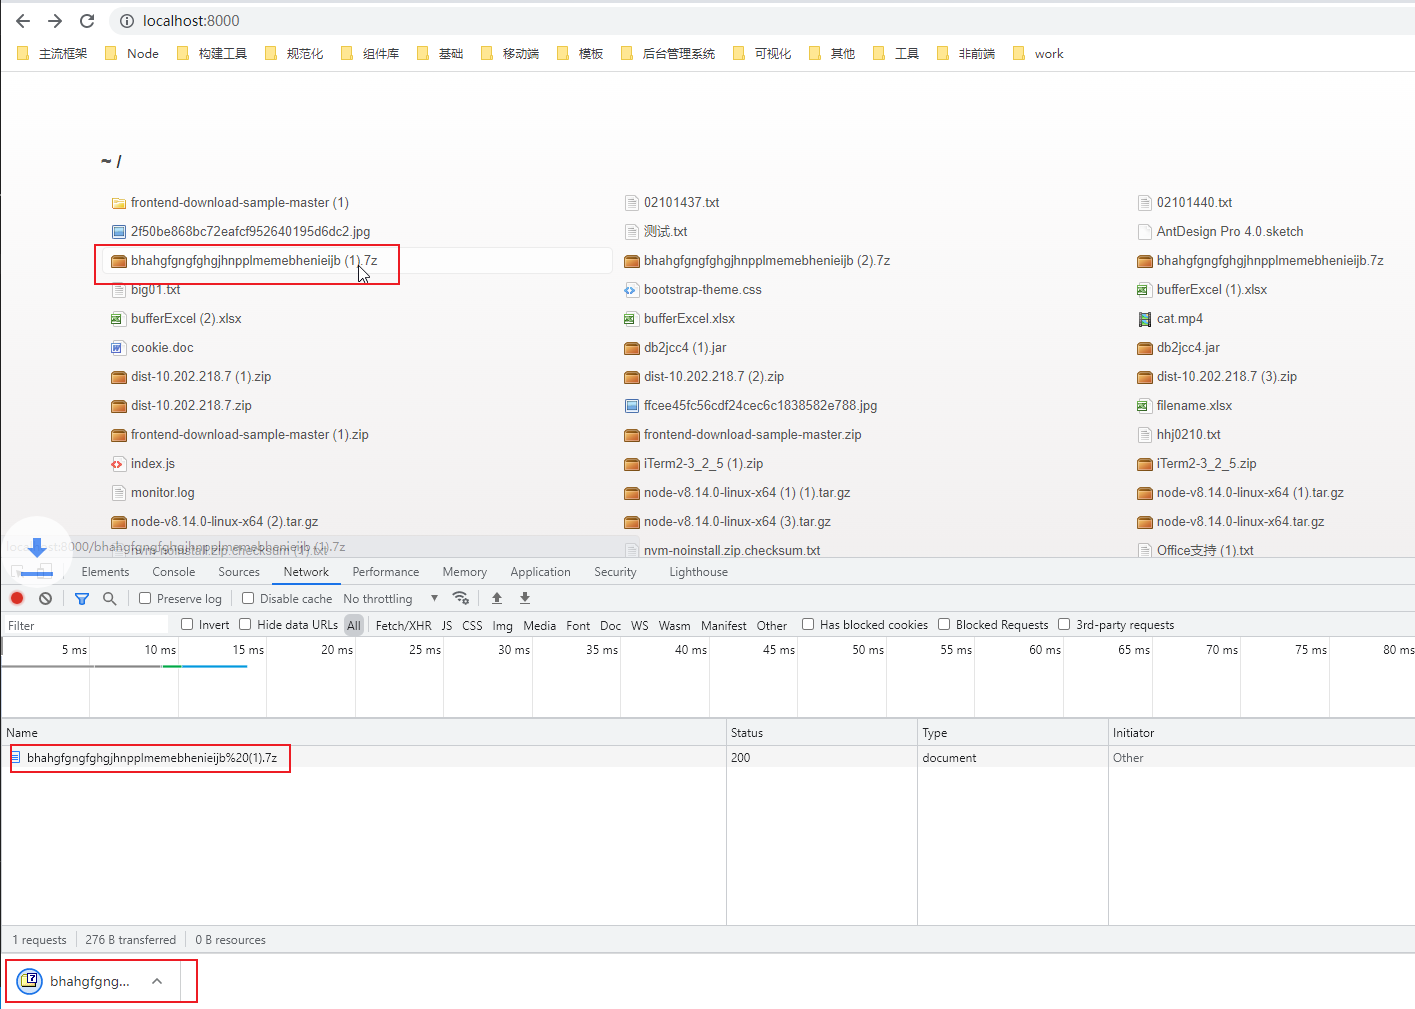 localhost:8000
主流框架 Node 构建工具 规范化 组件库 基础 移动端 模板 后台管理系统 可视化 其他 工具 非前端 work
~ /
frontend-download-sample-master (1) 02101437.txt 02101440.txt
2f50be868bc72eafcf952640195d6dc2.jpg 测试.txt AntDesign Pro 4.0.sketch
bhahgfgngfghgjhnpplmemebhenieijb (1).7z bhahgfgngfghgjhnpplmemebhenieijb (2).7z bhahgfgngfghgjhnpplmemebhenieijb.7z
big01.txt bootstrap-theme.css bufferExcel (1).xlsx
bufferExcel (2).xlsx bufferExcel.xlsx cat.mp4
cookie.doc db2jcc4 (1).jar db2jcc4.jar
dist-10.202.218.7 (1).zip dist-10.202.218.7 (2).zip dist-10.202.218.7 (3).zip
dist-10.202.218.7.zip ffcee45fc56cdf24cec6c1838582e788.jpg filename.xlsx
frontend-download-sample-master (1).zip frontend-download-sample-master.zip hhj0210.txt
index.js iTerm2-3_2_5 (1).zip iTerm2-3_2_5.zip
monitor.log node-v8.14.0-linux-x64 (1) (1).tar.gz node-v8.14.0-linux-x64 (1).tar.gz
node-v8.14.0-linux-x64 (2).tar.gz node-v8.14.0-linux-x64 (3).tar.gz node-v8.14.0-linux-x64.tar.gz
localhost:8000/bhahgfgngfghgjhnpplmemebhenieijb (1).7z
nvm-noinstall.zip.checksum (1).txt nvm-noinstall.zip.checksum.txt Office支持 (1).txt
Elements Console Sources Network Performance Memory Application Security Lighthouse
Preserve log Disable cache No throttling
Filter Invert Hide data URLs All Fetch/XHR JS CSS Img Media Font Doc WS Wasm Manifest Other Has blocked cookies Blocked Requests 3rd-party requests
5 ms 10 ms 15 ms 20 ms 25 ms 30 ms 35 ms 40 ms 45 ms 50 ms 55 ms 60 ms 65 ms 70 ms 75 ms 80 ms
Name Status Type Initiator
bhahgfgngfghgjhnpplmemebhenieijb%20(1).7z 200 document Other
1 requests 276 B transferred 0 B resources
bhahgfgng...